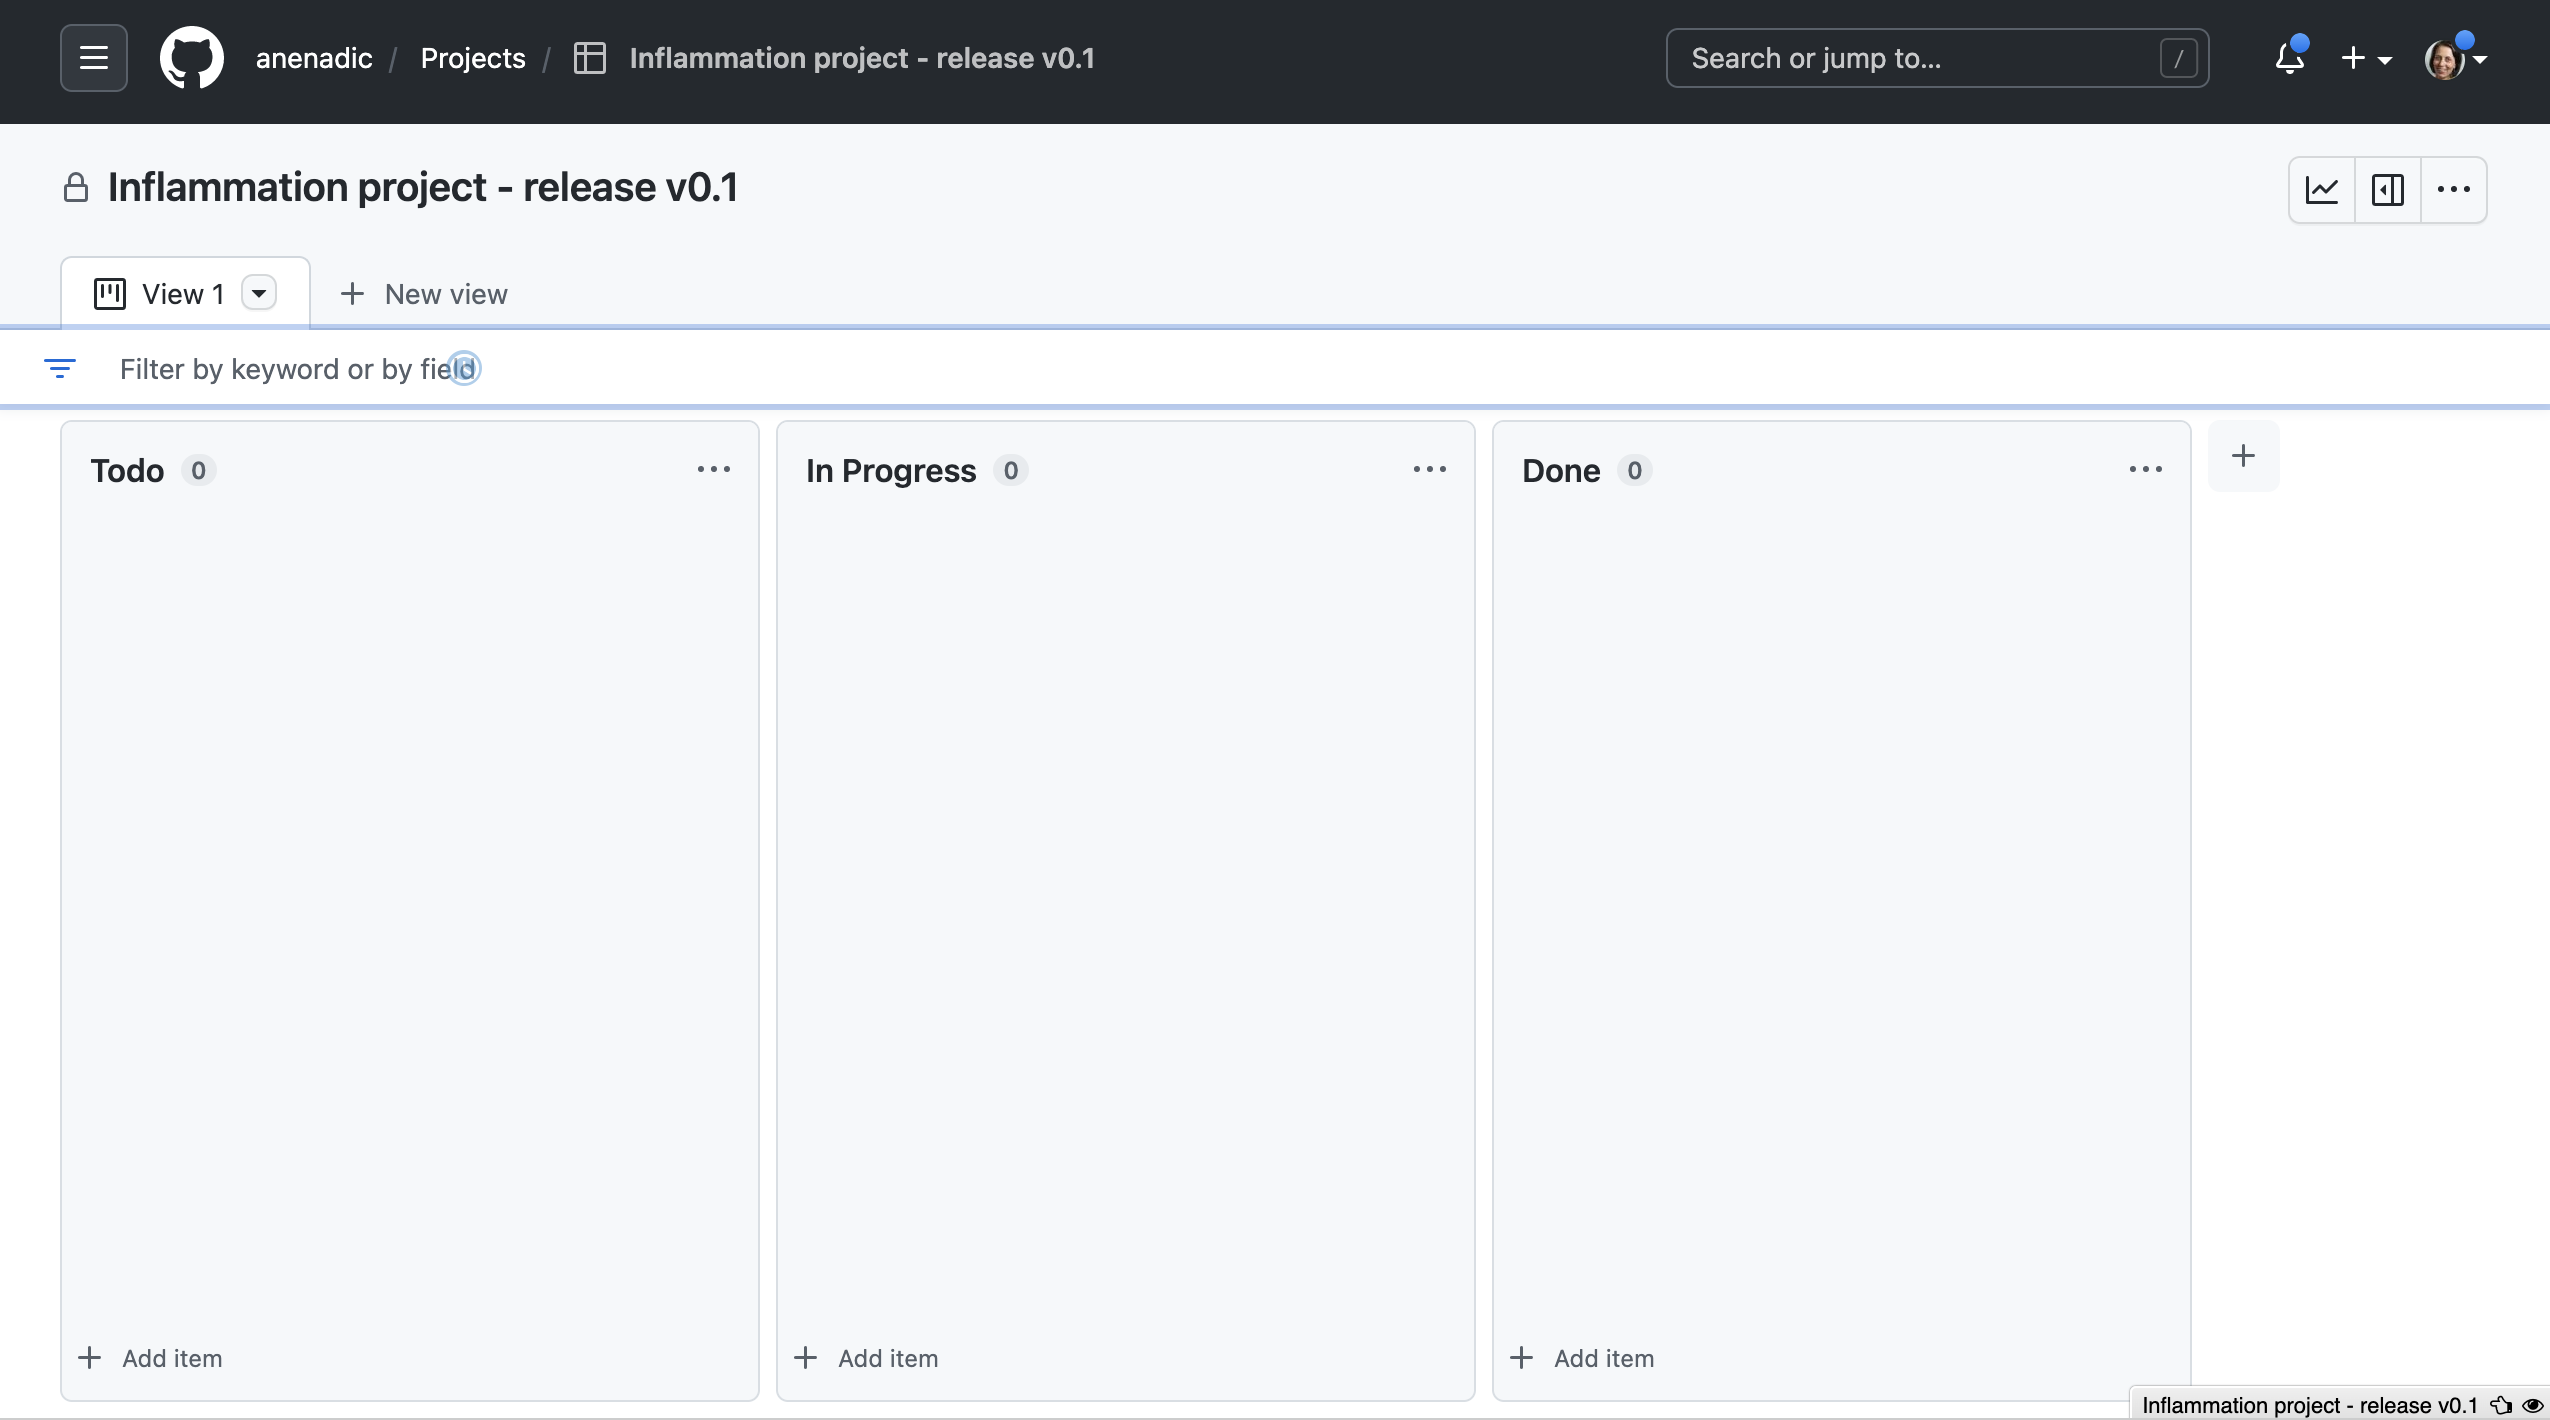 anenadic / Projects / Inflammation project - release v0.1
Search or jump to... /
Inflammation project - release v0.1
View 1
New view
Filter by keyword or by field
Todo 0
In Progress 0
Done 0
Add item
Add item
Add item
Inflammation project - release v0.1